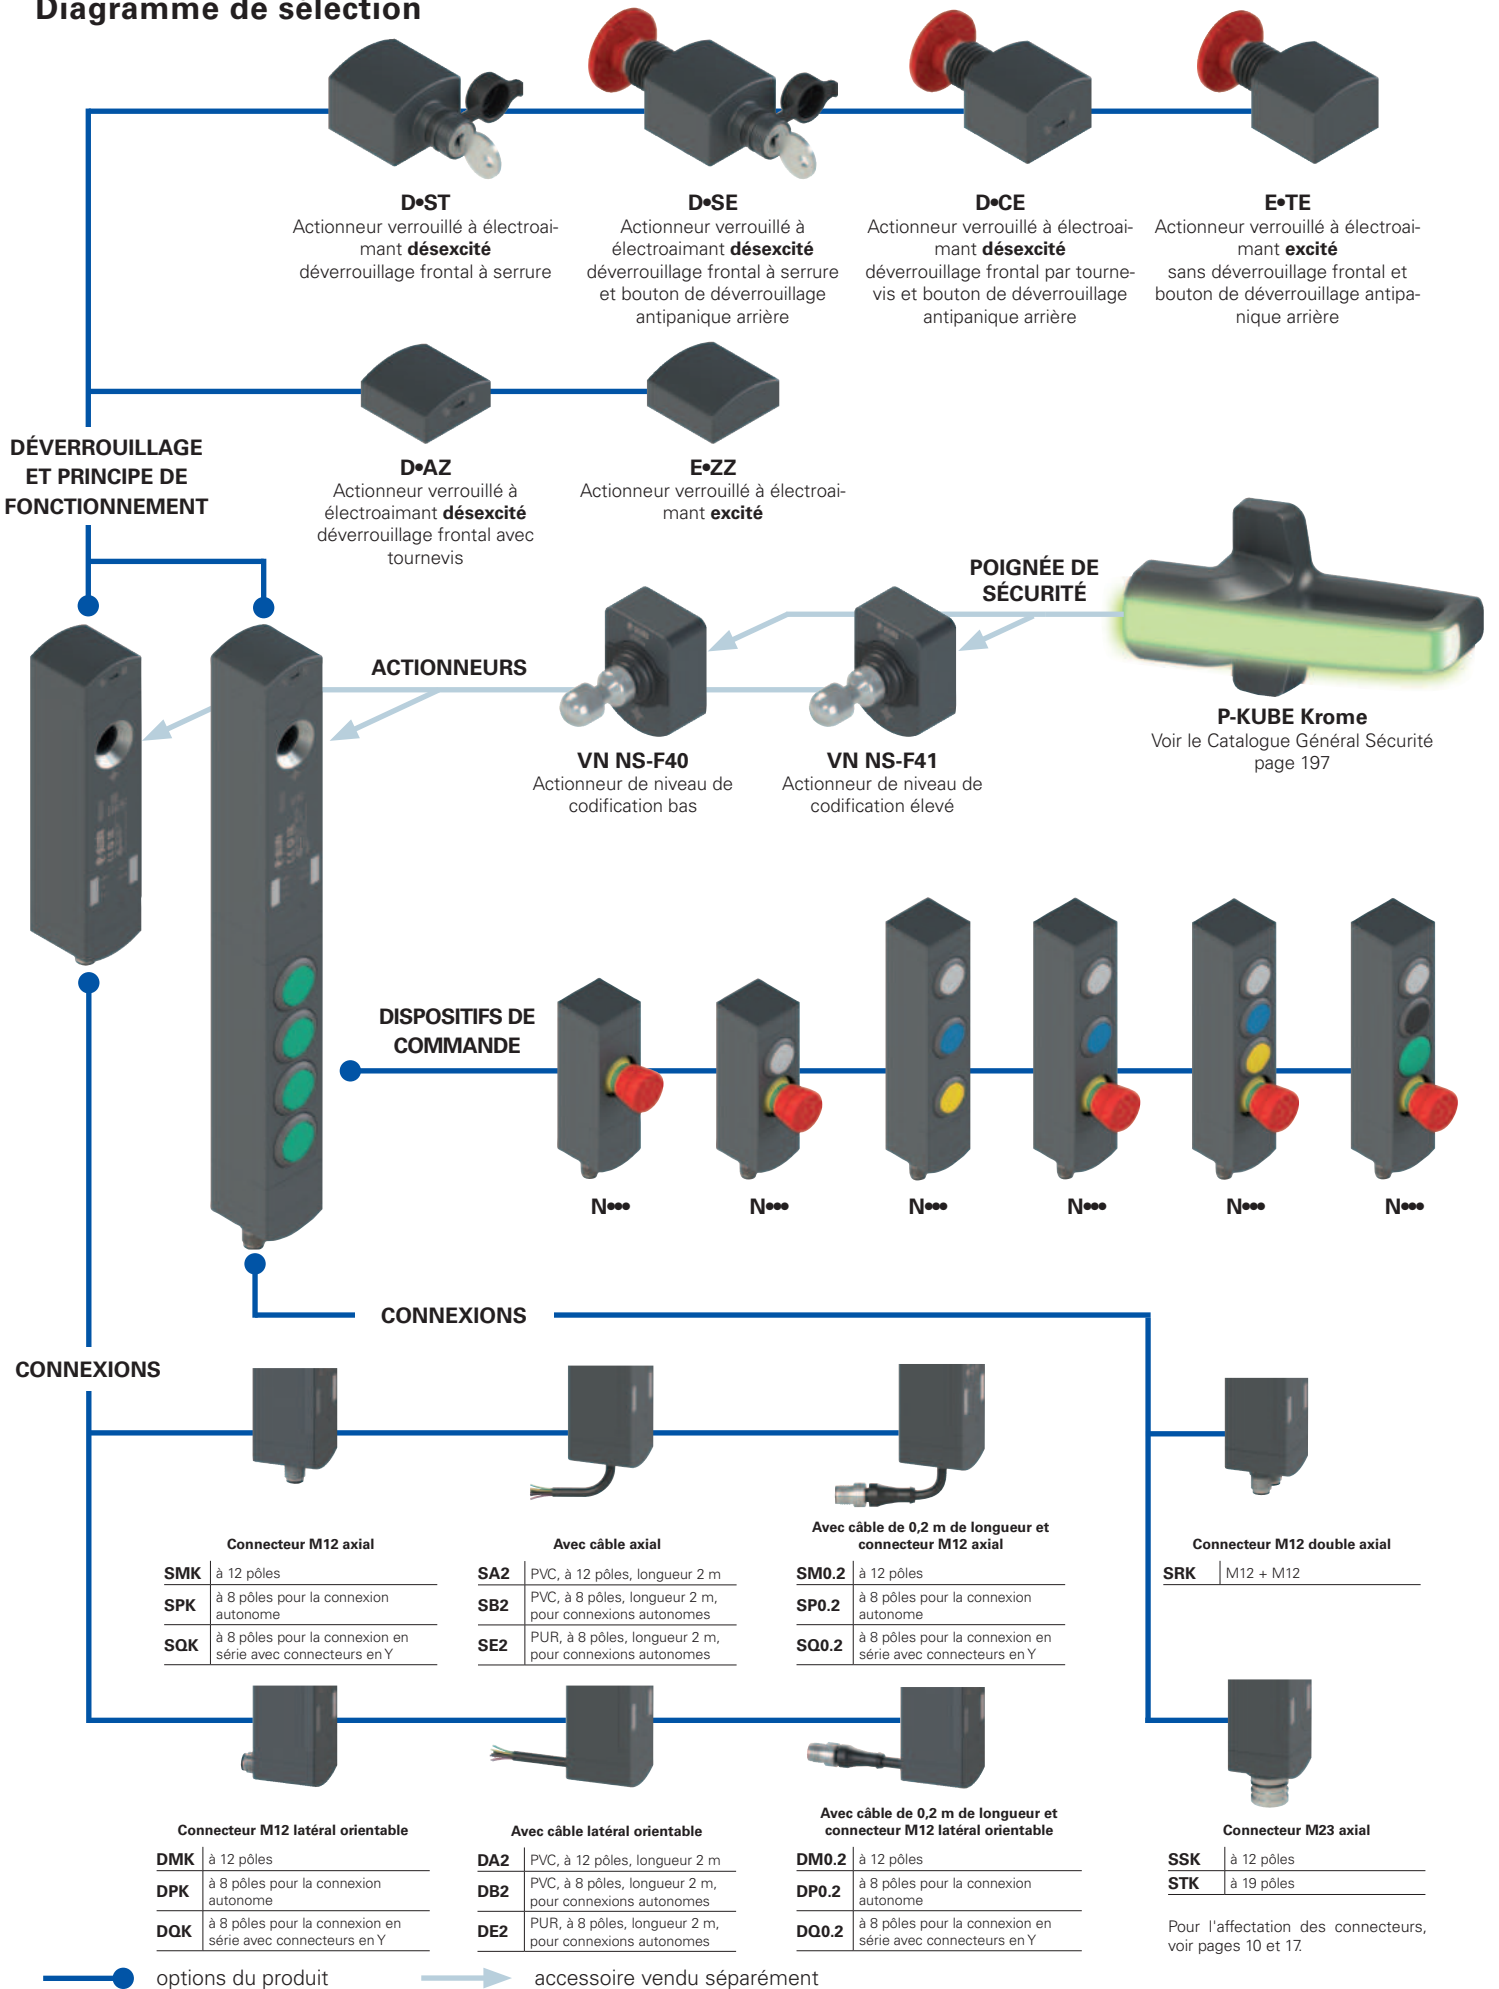 Diagramme de sélection
D•ST
Actionneur verrouillé à électroai-
mant désexcité
déverrouillage frontal à serrure
D•SE
Actionneur verrouillé à
électroaimant désexcité
déverrouillage frontal à serrure
et bouton de déverrouillage
antipanique arrière
D•CE
Actionneur verrouillé à électroai-
mant désexcité
déverrouillage frontal par tourne-
vis et bouton de déverrouillage
antipanique arrière
E•TE
Actionneur verrouillé à électroai-
mant excité
sans déverrouillage frontal et
bouton de déverrouillage antipa-
nique arrière
DÉVERROUILLAGE
ET PRINCIPE DE
FONCTIONNEMENT
D•AZ
Actionneur verrouillé à
électroaimant désexcité
déverrouillage frontal avec
tournevis
E•ZZ
Actionneur verrouillé à électroai-
mant excité
POIGNÉE DE
SÉCURITÉ
ACTIONNEURS
VN NS-F40
Actionneur de niveau de
codification bas
VN NS-F41
Actionneur de niveau de
codification élevé
P-KUBE Krome
Voir le Catalogue Général Sécurité
page 197
DISPOSITIFS DE
COMMANDE
N••• N••• N••• N••• N••• N•••
CONNEXIONS
CONNEXIONS
Connecteur M12 axial
SMK à 12 pôles
SPK à 8 pôles pour la connexion
autonome
SQK à 8 pôles pour la connexion en
série avec connecteurs en Y
Avec câble axial
SA2 PVC, à 12 pôles, longueur 2 m
SB2 PVC, à 8 pôles, longueur 2 m,
pour connexions autonomes
SE2 PUR, à 8 pôles, longueur 2 m,
pour connexions autonomes
Avec câble de 0,2 m de longueur et
connecteur M12 axial
SM0.2 à 12 pôles
SP0.2 à 8 pôles pour la connexion
autonome
SQ0.2 à 8 pôles pour la connexion en
série avec connecteurs en Y
Connecteur M12 double axial
SRK M12 + M12
Connecteur M12 latéral orientable
DMK à 12 pôles
DPK à 8 pôles pour la connexion
autonome
DQK à 8 pôles pour la connexion en
série avec connecteurs en Y
Avec câble latéral orientable
DA2 PVC, à 12 pôles, longueur 2 m
DB2 PVC, à 8 pôles, longueur 2 m,
pour connexions autonomes
DE2 PUR, à 8 pôles, longueur 2 m,
pour connexions autonomes
Avec câble de 0,2 m de longueur et
connecteur M12 latéral orientable
DM0.2 à 12 pôles
DP0.2 à 8 pôles pour la connexion
autonome
DQ0.2 à 8 pôles pour la connexion en
série avec connecteurs en Y
Connecteur M23 axial
SSK à 12 pôles
STK à 19 pôles
Pour l'affectation des connecteurs,
voir pages 10 et 17.
options du produit
accessoire vendu séparément